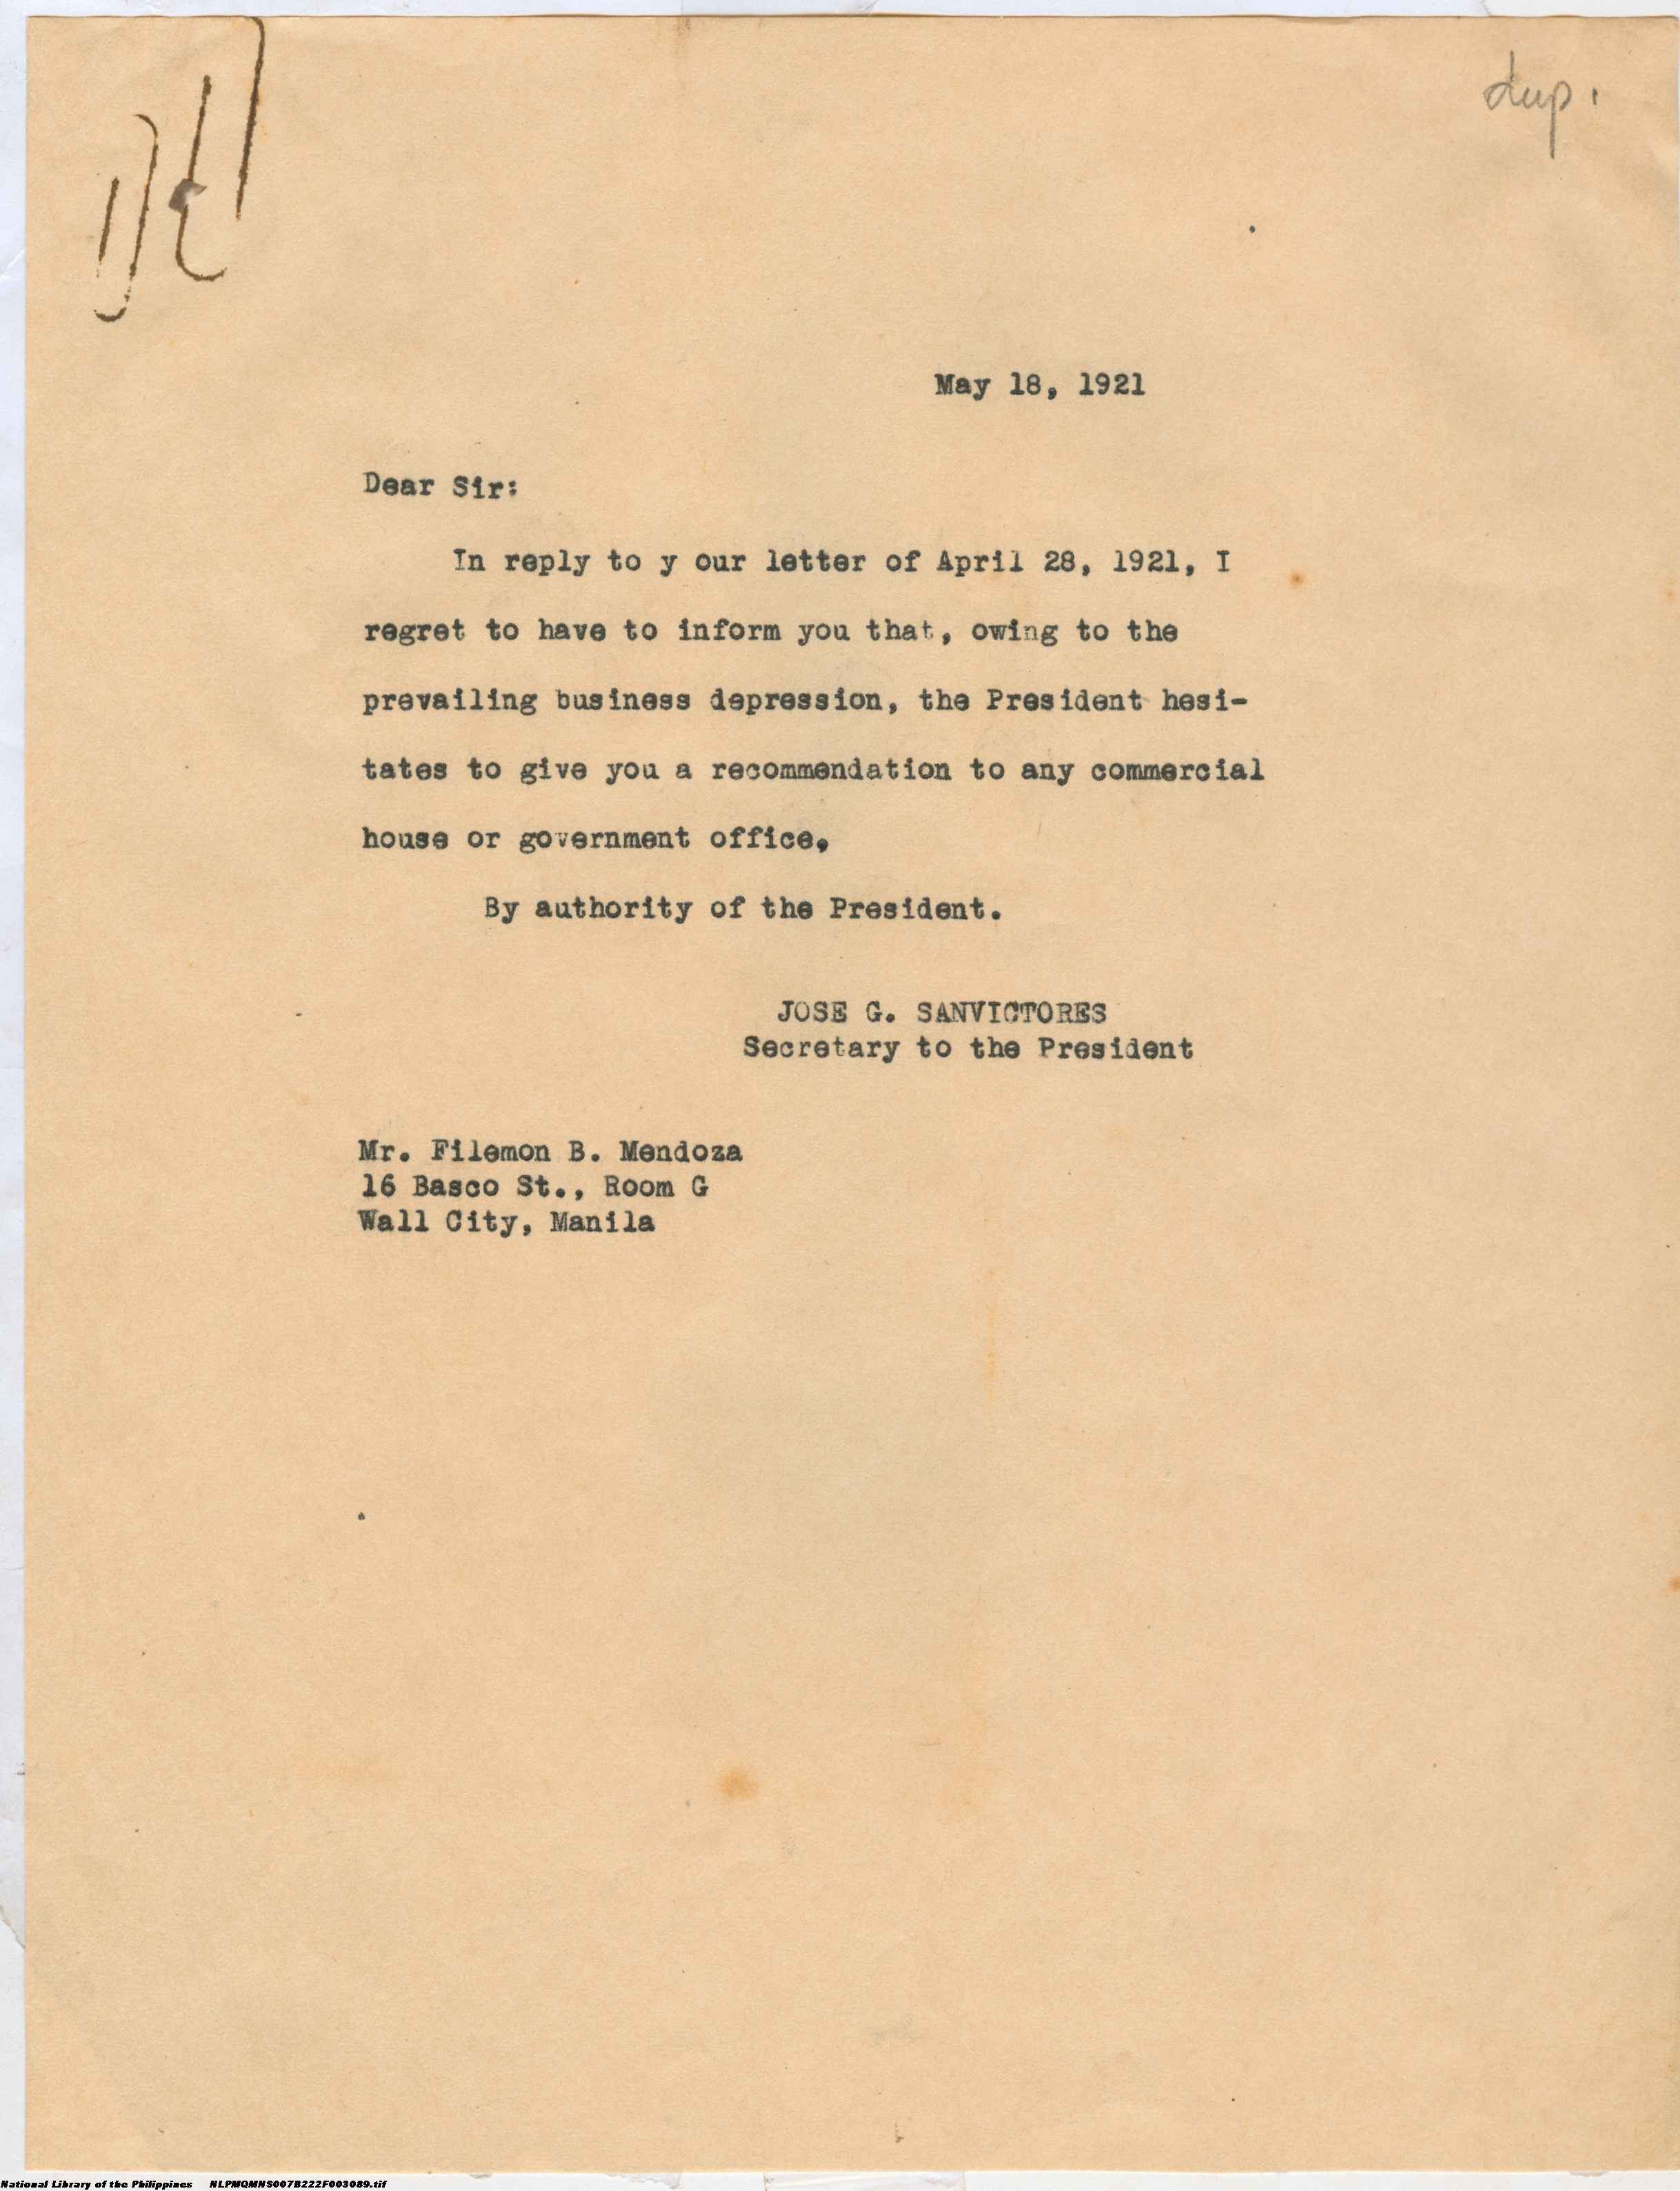 dup.
May 18, 1921
Dear Sir:
In reply to y our letter of April 28, 1921, I
regret to have to inform you that, owing to the
prevailing business depression, the President hesi-
tates to give you a recommendation to any commercial
house or government office.
By authority of the President.
JOSE G. SANVICTORES
Secretary to the President
Mr. Filemon B. Mendoza
16 Basco St., Room G
Wall City, Manila
National Library of the Philippines NLPMQMNS007B222F003089.tif